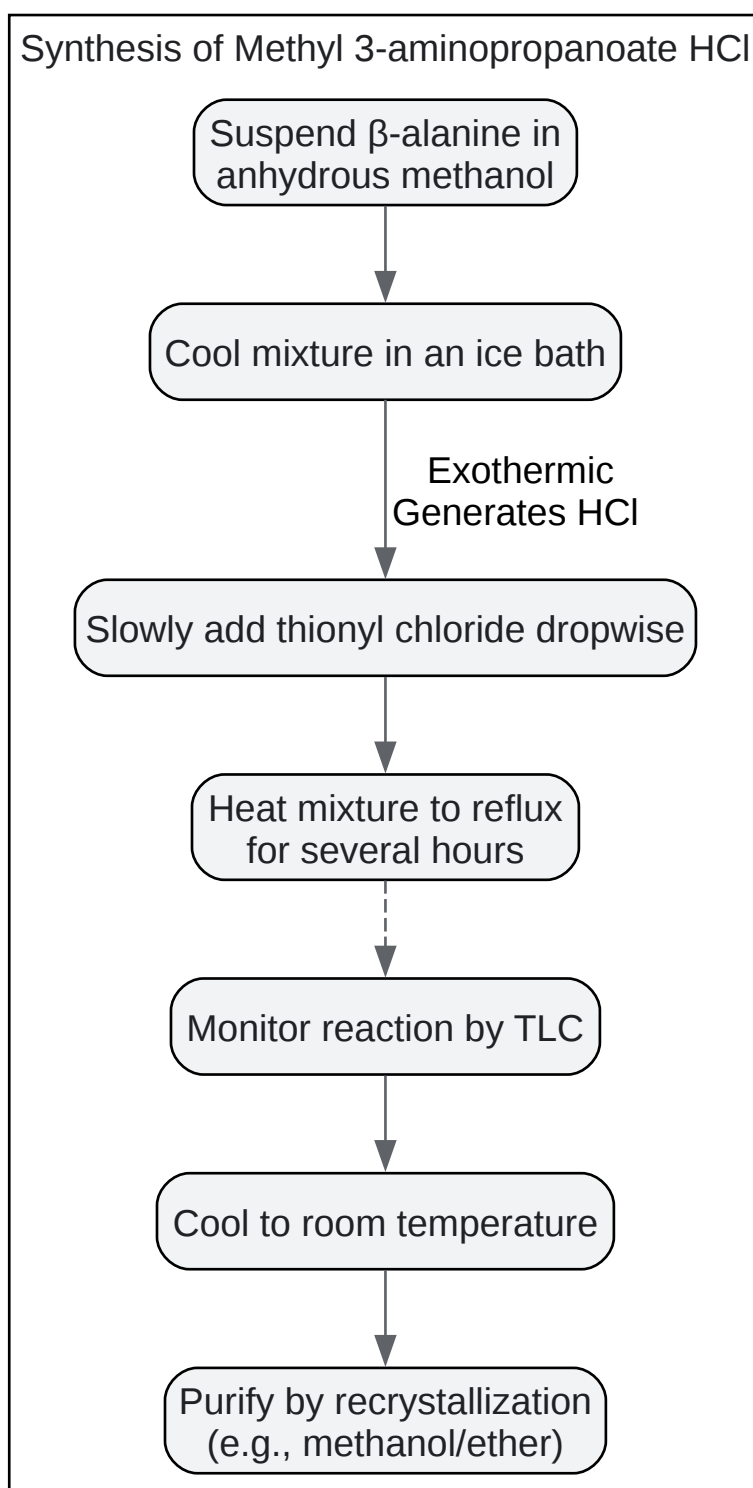 Synthesis of Methyl 3-aminopropanoate HCl
Suspend β-alanine in
anhydrous methanol
Cool mixture in an ice bath
Exothermic
Generates HCl
Slowly add thionyl chloride dropwise
Heat mixture to reflux
for several hours
Monitor reaction by TLC
Cool to room temperature
Purify by recrystallization
(e.g., methanol/ether)